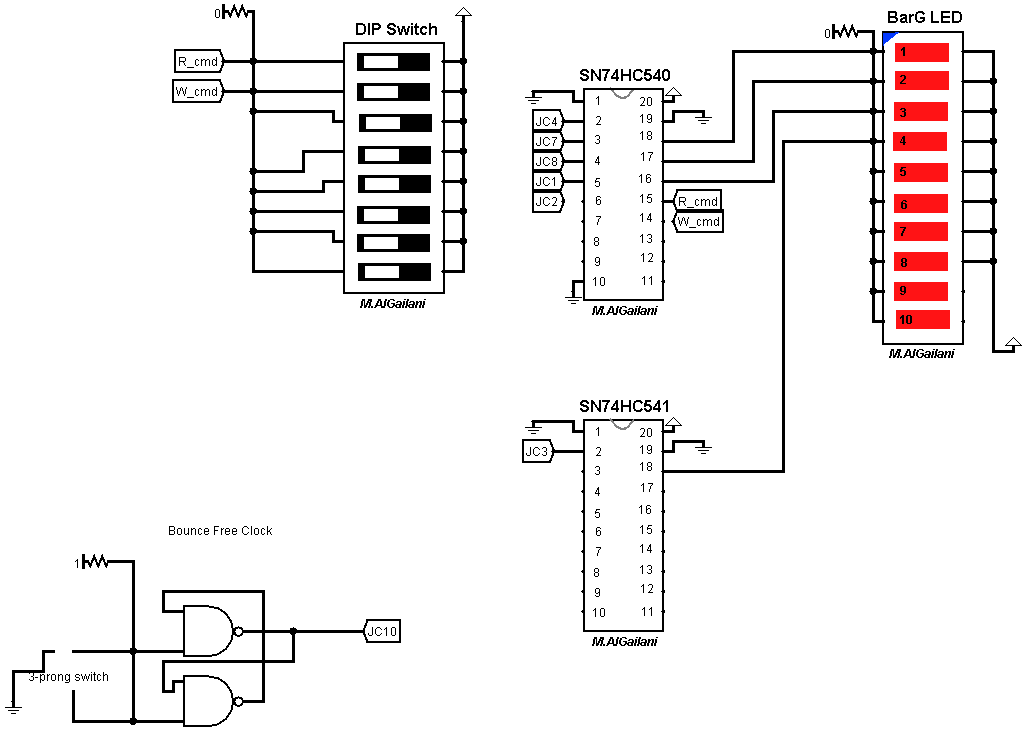 0
DIP Switch
R_cmd
W_cmd
M.AlGailani
SN74HC540
1 20
2 19
3 18
4 17
5 16
6 15
7 14
8 13
9 12
10 11
JC4
JC7
JC8
JC1
JC2
R_cmd
W_cmd
M.AlGailani
BarG LED
0
1
2
3
4
5
6
7
8
9
10
M.AlGailani
SN74HC541
1 20
2 19
3 18
4 17
5 16
6 15
7 14
8 13
9 12
10 11
JC3
M.AlGailani
Bounce Free Clock
1
JC10
3-prong switch